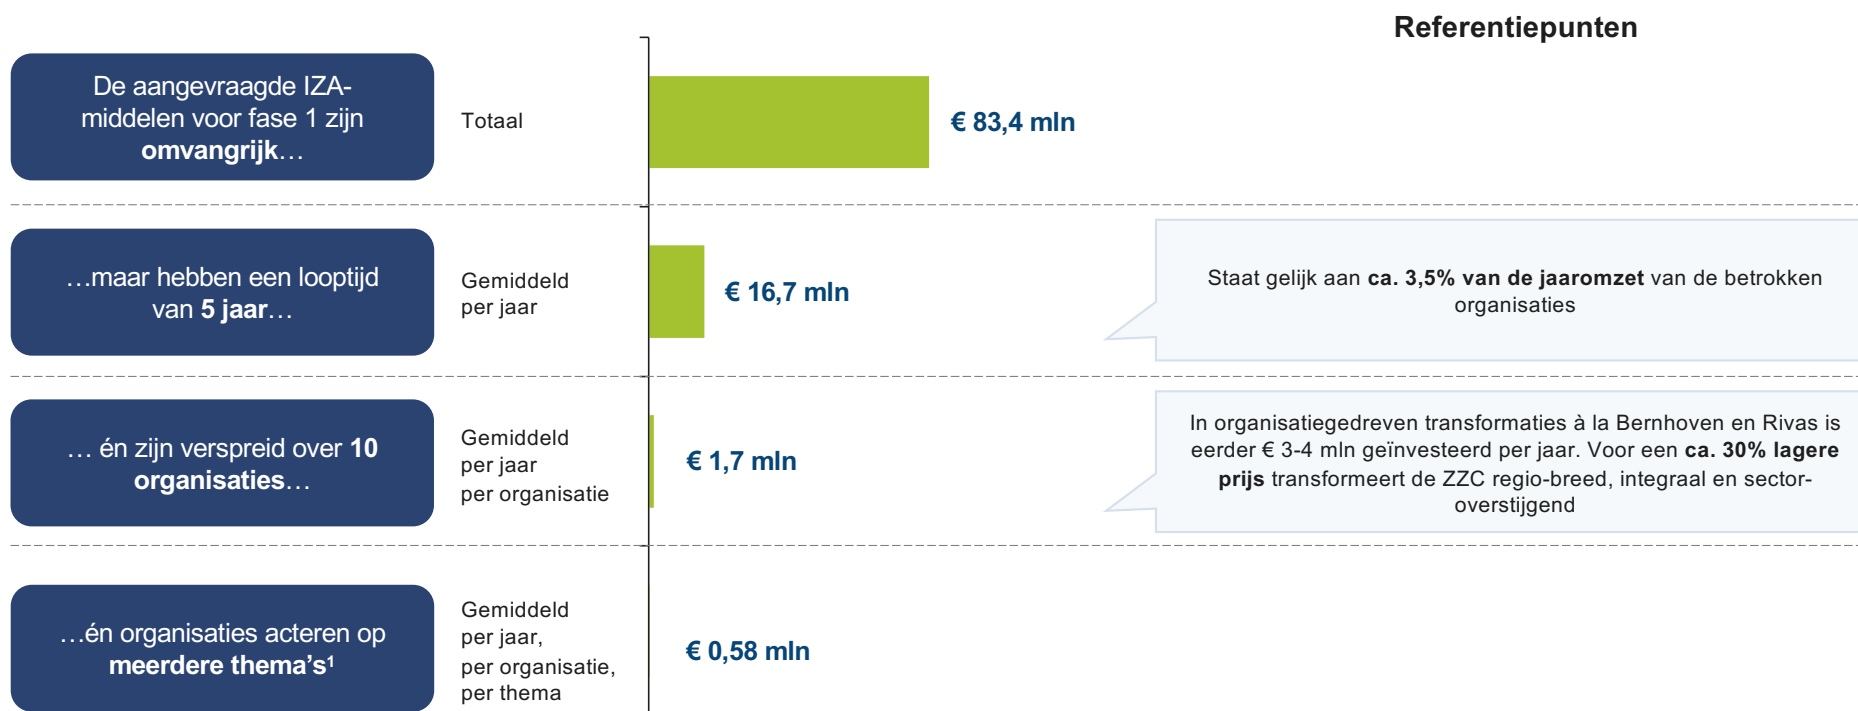 Referentiepunten
De aangevraagde IZA-
middelen voor fase 1 zijn
omvangrijk…
Totaal
€ 83,4 mln
…maar hebben een looptijd
van 5 jaar…
Gemiddeld
per jaar
€ 16,7 mln
Staat gelijk aan ca. 3,5% van de jaaromzet van de betrokken
organisaties
… én zijn verspreid over 10
organisaties…
Gemiddeld
per jaar
per organisatie
€ 1,7 mln
In organisatiegedreven transformaties à la Bernhoven en Rivas is
eerder € 3-4 mln geïnvesteerd per jaar. Voor een ca. 30% lagere
prijs transformeert de ZZC regio-breed, integraal en sector-
overstijgend
…én organisaties acteren op
meerdere thema's¹
Gemiddeld
per jaar,
per organisatie,
per thema
€ 0,58 mln